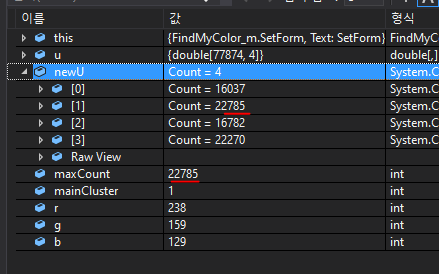 이름 값 형식
this {FindMyColor_m.SetForm, Text: SetForm} FindMyCo
u {double[77874, 4]} double[,]
newU Count = 4 System.C
[0] Count = 16037 System.C
[1] Count = 22785 System.C
[2] Count = 16782 System.C
[3] Count = 22270 System.C
Raw View
maxCount 22785 int
mainCluster 1 int
r 238 int
g 159 int
b 129 int